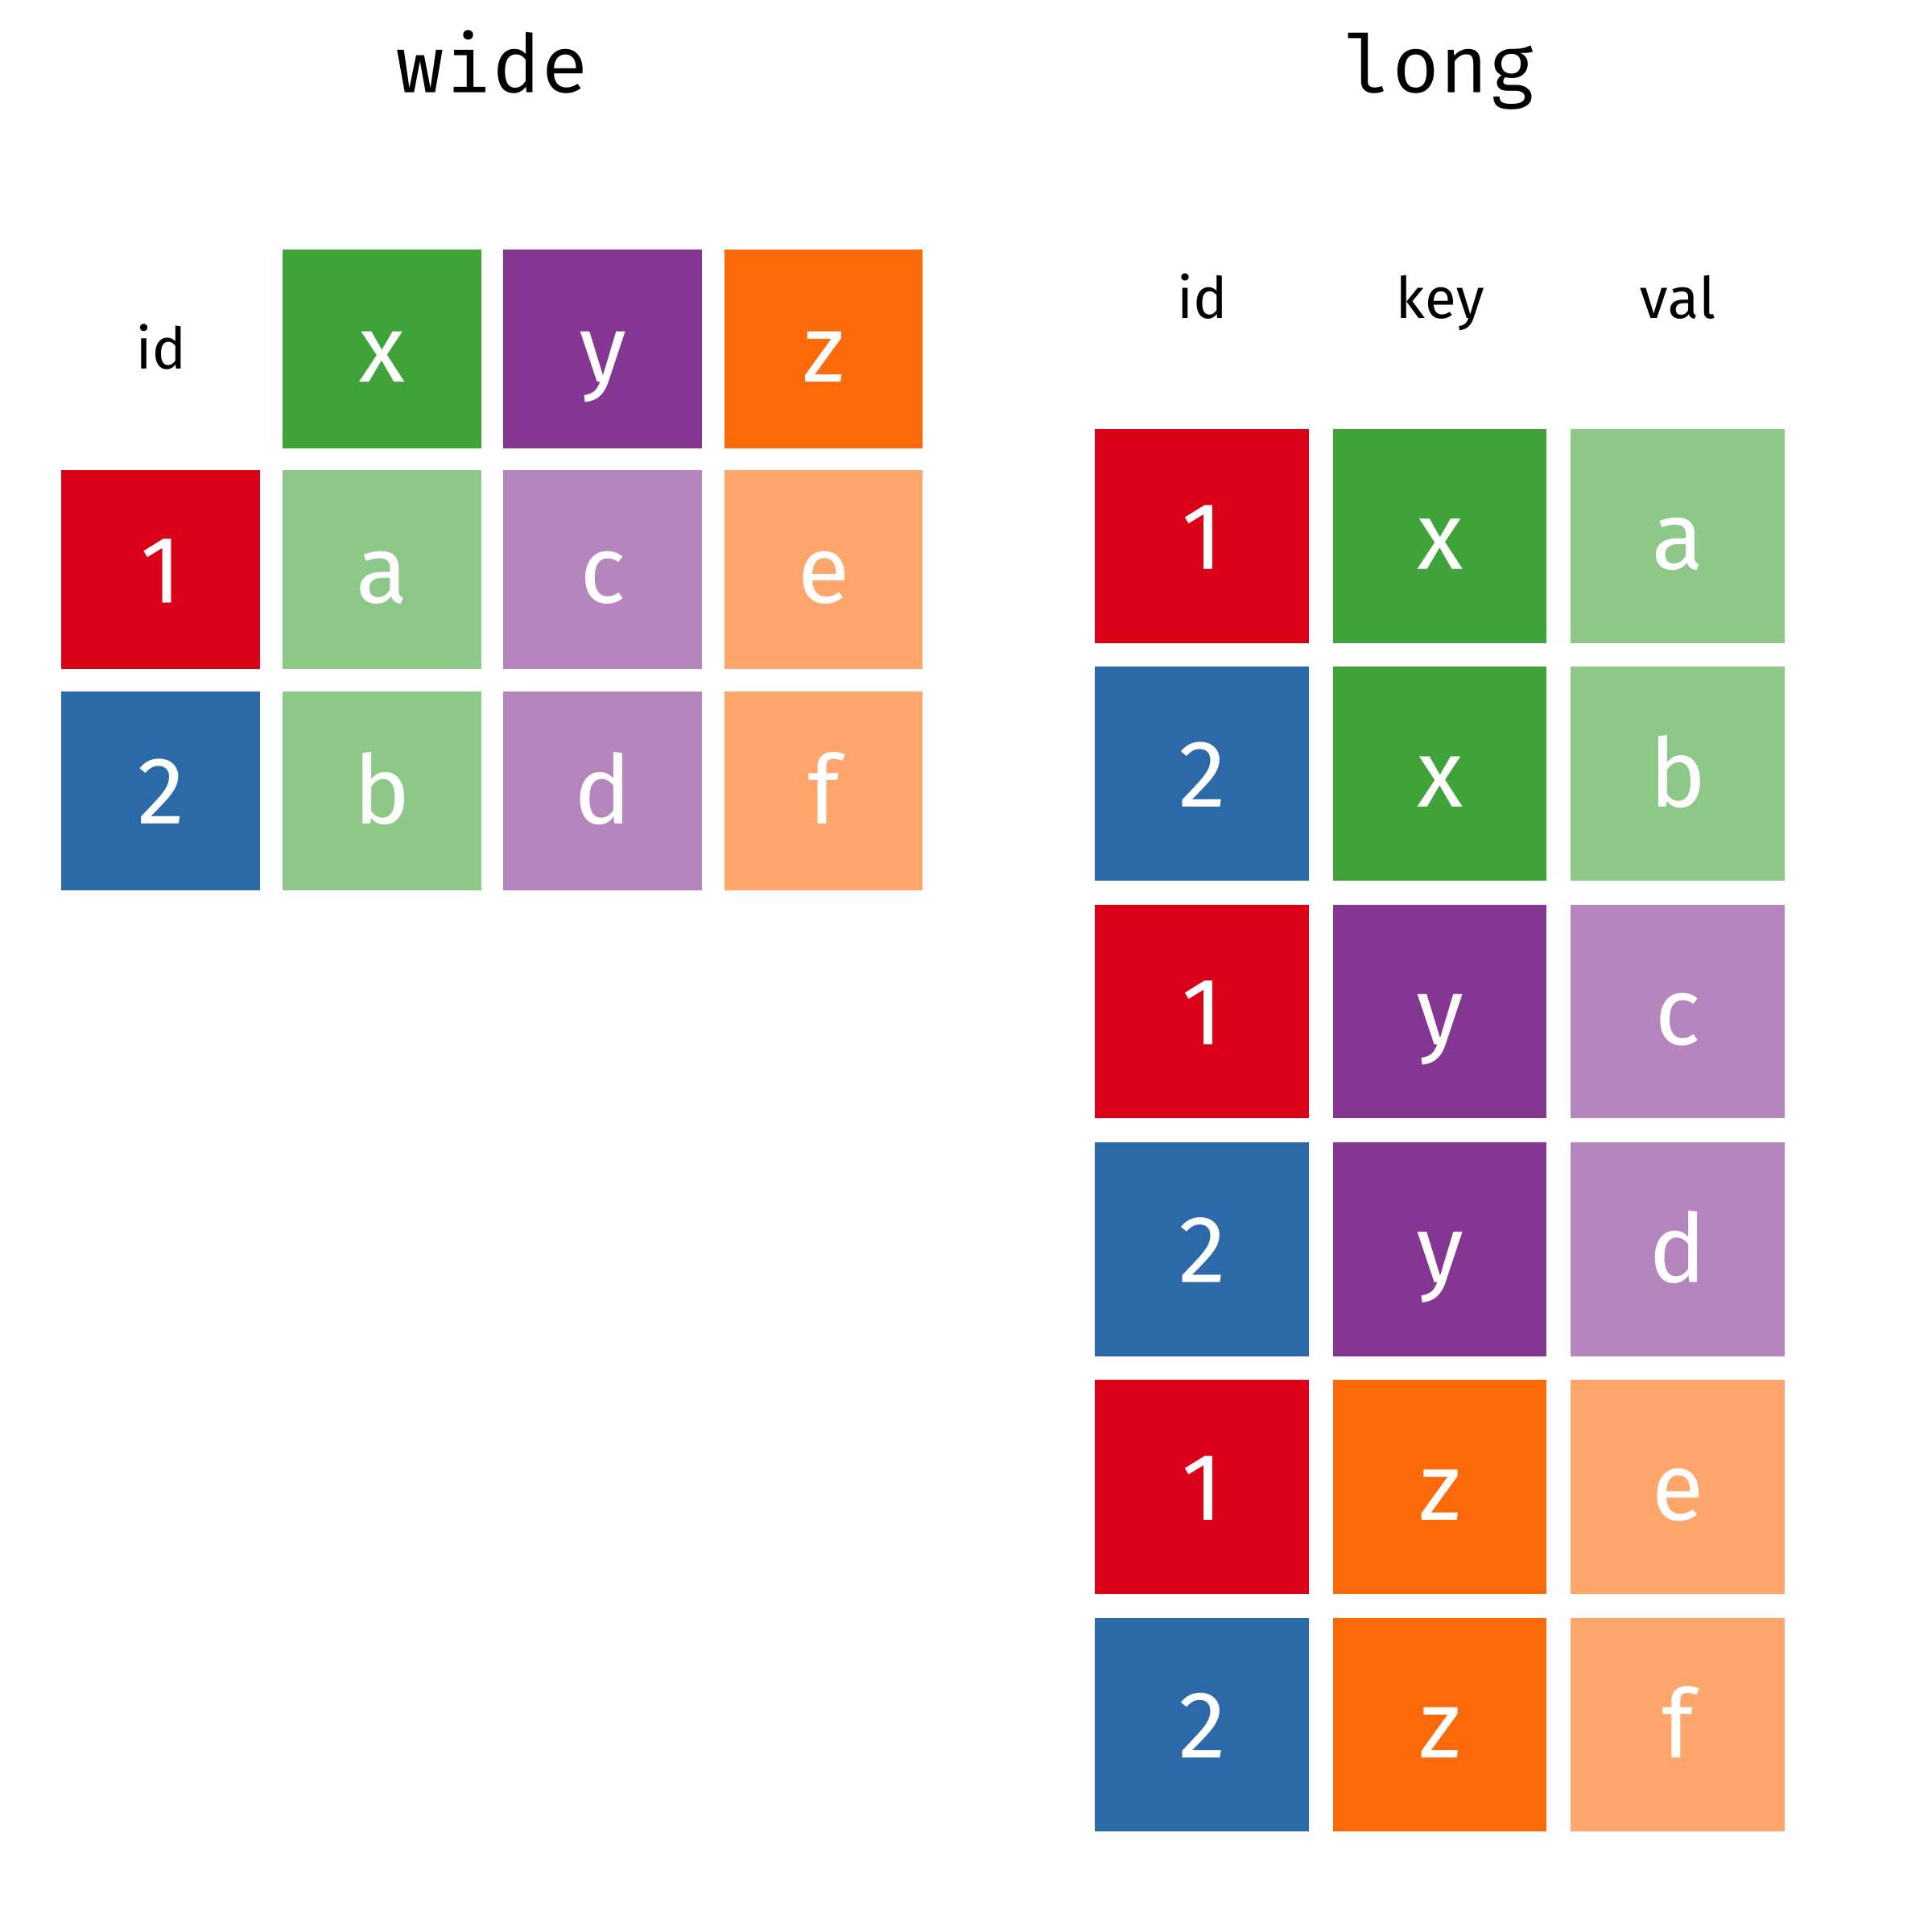 wide
id x y z
1 a c e
2 b d f
long
id key val
1 x a
2 x b
1 y c
2 y d
1 z e
2 z f